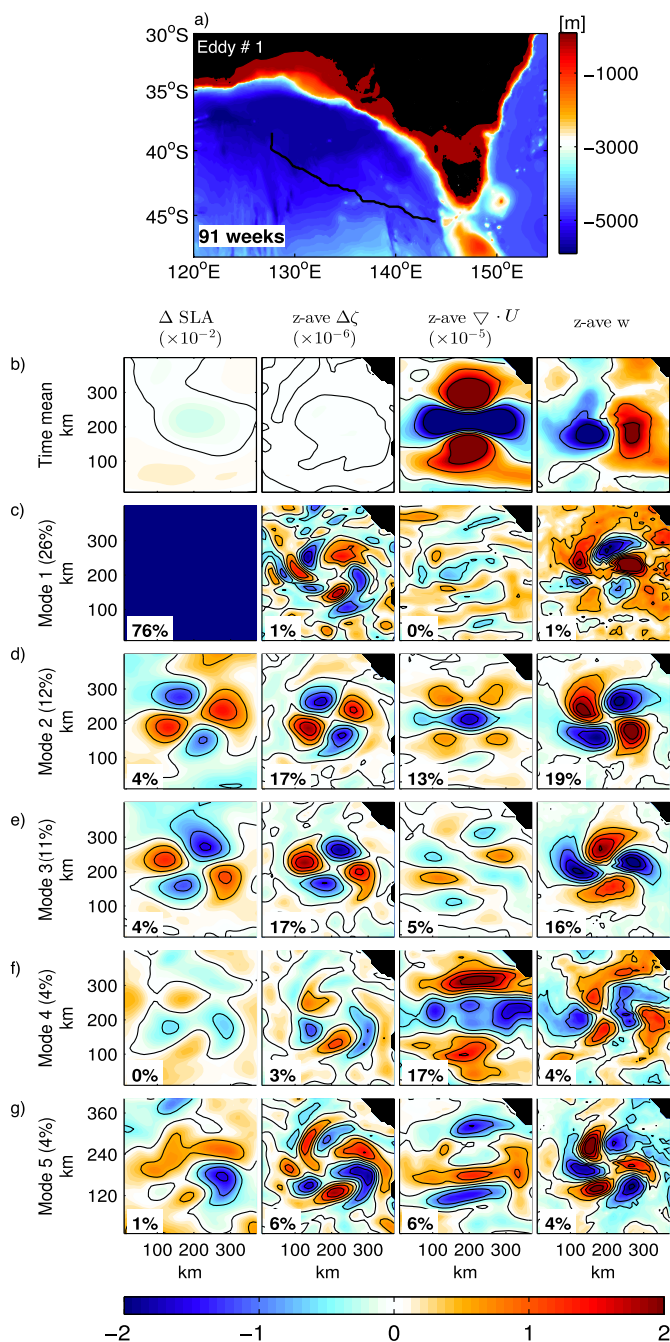 a)
[m]
Eddy # 1
30°S
35°S
40°S
45°S
−1000
−3000
−5000
91 weeks
120°E
130°E
140°E
150°E
Δ SLA
(×10−2)
z-ave Δζ
(×10−6)
z-ave ▽ · U
(×10−5)
z-ave w
b)
Time mean
km
300
200
100
c)
Mode 1 (26%)
km
300
200
100
76%
1%
0%
1%
d)
Mode 2 (12%)
km
300
200
100
4%
17%
13%
19%
e)
Mode 3(11%)
km
300
200
100
4%
17%
5%
16%
f)
Mode 4 (4%)
km
300
200
100
0%
3%
17%
4%
g)
Mode 5 (4%)
km
360
240
120
1%
6%
6%
4%
100 200 300
100 200 300
100 200 300
100 200 300
km
km
km
km
−2
−1
0
1
2